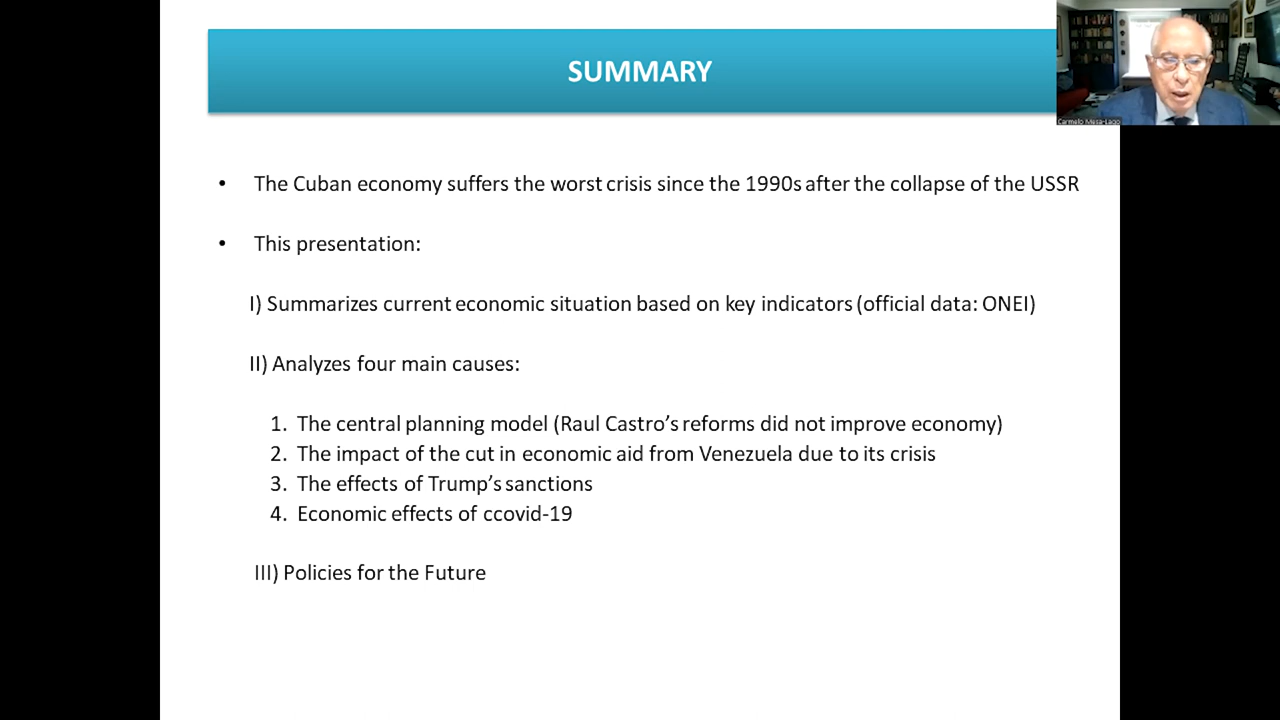 SUMMARY
Carmelo Mesa-Lago
• The Cuban economy suffers the worst crisis since the 1990s after the collapse of the USSR
• This presentation:
I) Summarizes current economic situation based on key indicators (official data: ONEI)
II) Analyzes four main causes:
1. The central planning model (Raul Castro’s reforms did not improve economy)
2. The impact of the cut in economic aid from Venezuela due to its crisis
3. The effects of Trump’s sanctions
4. Economic effects of ccovid-19
III) Policies for the Future